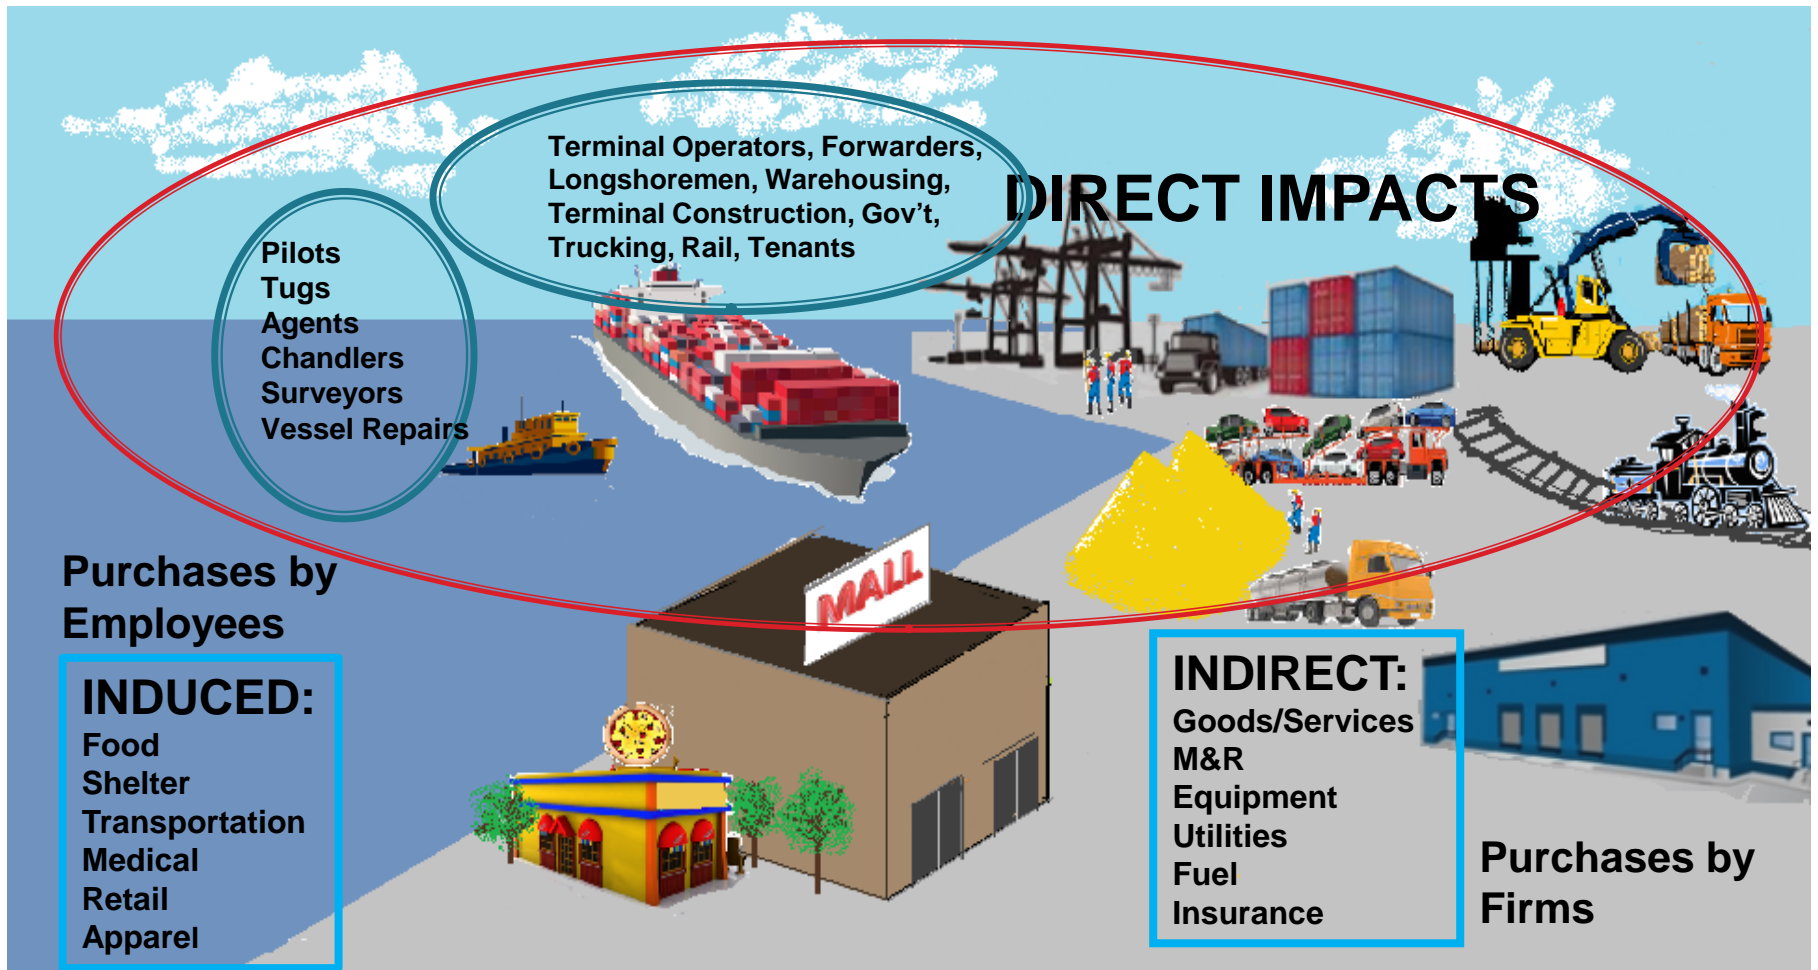 Terminal Operators, Forwarders,
Longshoremen, Warehousing,
Terminal Construction, Gov’t,
Trucking, Rail, Tenants
DIRECT IMPACTS
Pilots
Tugs
Agents
Chandlers
Surveyors
Vessel Repairs
MALL
Purchases by
Employees
INDUCED:
Food
Shelter
Transportation
Medical
Retail
Apparel
INDIRECT:
Goods/Services
M&R
Equipment
Utilities
Fuel
Insurance
Purchases by
Firms